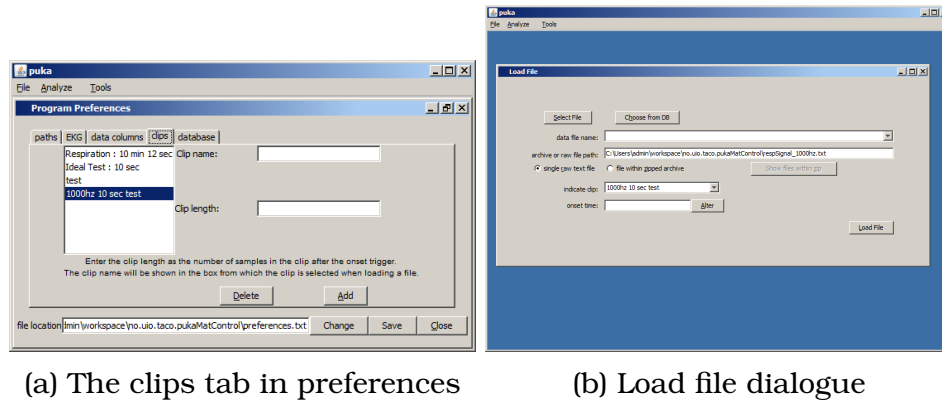 puka
File Analyze Tools
Program Preferences
paths EKG data columns clips database
Respiration : 10 min 12 sec Clip name:
Ideal Test : 10 sec
test
1000hz 10 sec test
Clip length:
Enter the clip length as the number of samples in the clip after the onset trigger.
The clip name will be shown in the box from which the clip is selected when loading a file.
Delete Add
file location lmin\workspace\no.uio.taco.pukaMatControl\preferences.txt Change Save Close
(a) The clips tab in preferences
puka
File Analyze Tools
Load File
Select File Choose from DB
data file name:
archive or raw file path: C:\Users\admin\workspace\no.uio.taco.pukaMatControl\respSignal_1000hz.txt
single raw text file file within zipped archive Show files within zip
indicate clip: 1000hz 10 sec test
onset time: Alter
Load File
(b) Load file dialogue